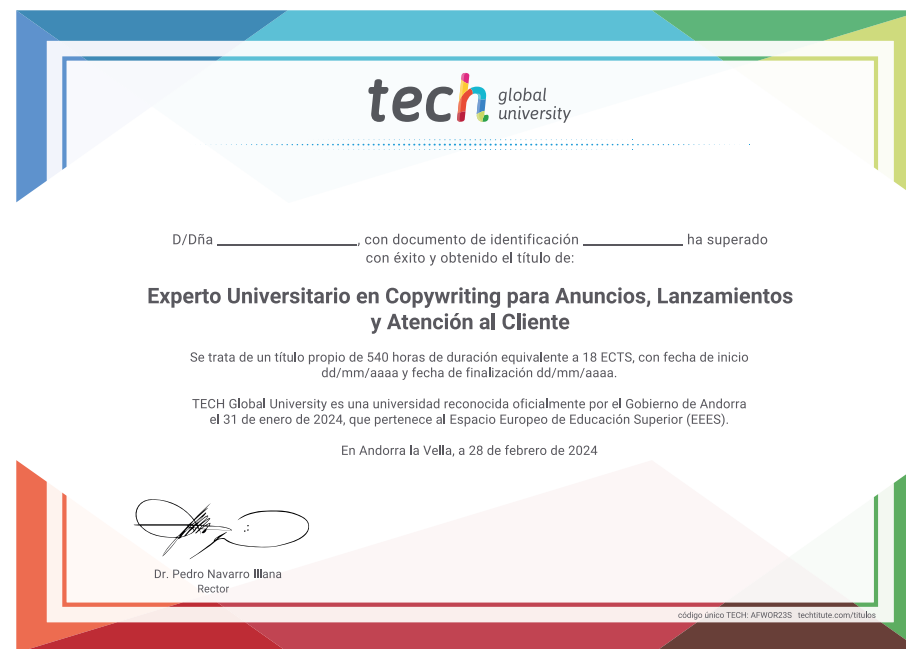 tech global
university
D/Dña ________________, con documento de identificación ____________ ha superado
con éxito y obtenido el título de:
Experto Universitario en Copywriting para Anuncios, Lanzamientos
y Atención al Cliente
Se trata de un título propio de 540 horas de duración equivalente a 18 ECTS, con fecha de inicio
dd/mm/aaaa y fecha de finalización dd/mm/aaaa.
TECH Global University es una universidad reconocida oficialmente por el Gobierno de Andorra
el 31 de enero de 2024, que pertenece al Espacio Europeo de Educación Superior (EEES).
En Andorra la Vella, a 28 de febrero de 2024
Dr. Pedro Navarro Illana
Rector
código único TECH: AFWOR23S techtitute.com/titulos